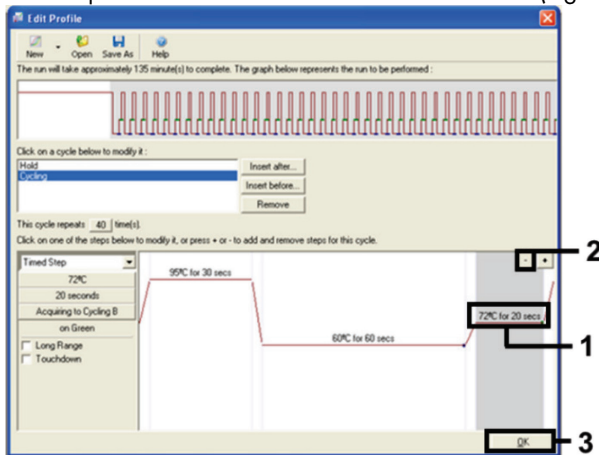 Edit Profile
New Open Save As Help
The run will take approximately 135 minute(s) to complete. The graph below represents the run to be performed :
Click on a cycle below to modify it :
Hold
Cycling
Insert after...
Insert before...
Remove
This cycle repeats 40 time(s).
Click on one of the steps below to modify it, or press + or - to add and remove steps for this cycle.
Timed Step
- +
2
72ºC
20 seconds
Acquiring to Cycling B
on Green
Long Range
Touchdown
95ºC for 30 secs
60ºC for 60 secs
72ºC for 20 secs
1
OK
3